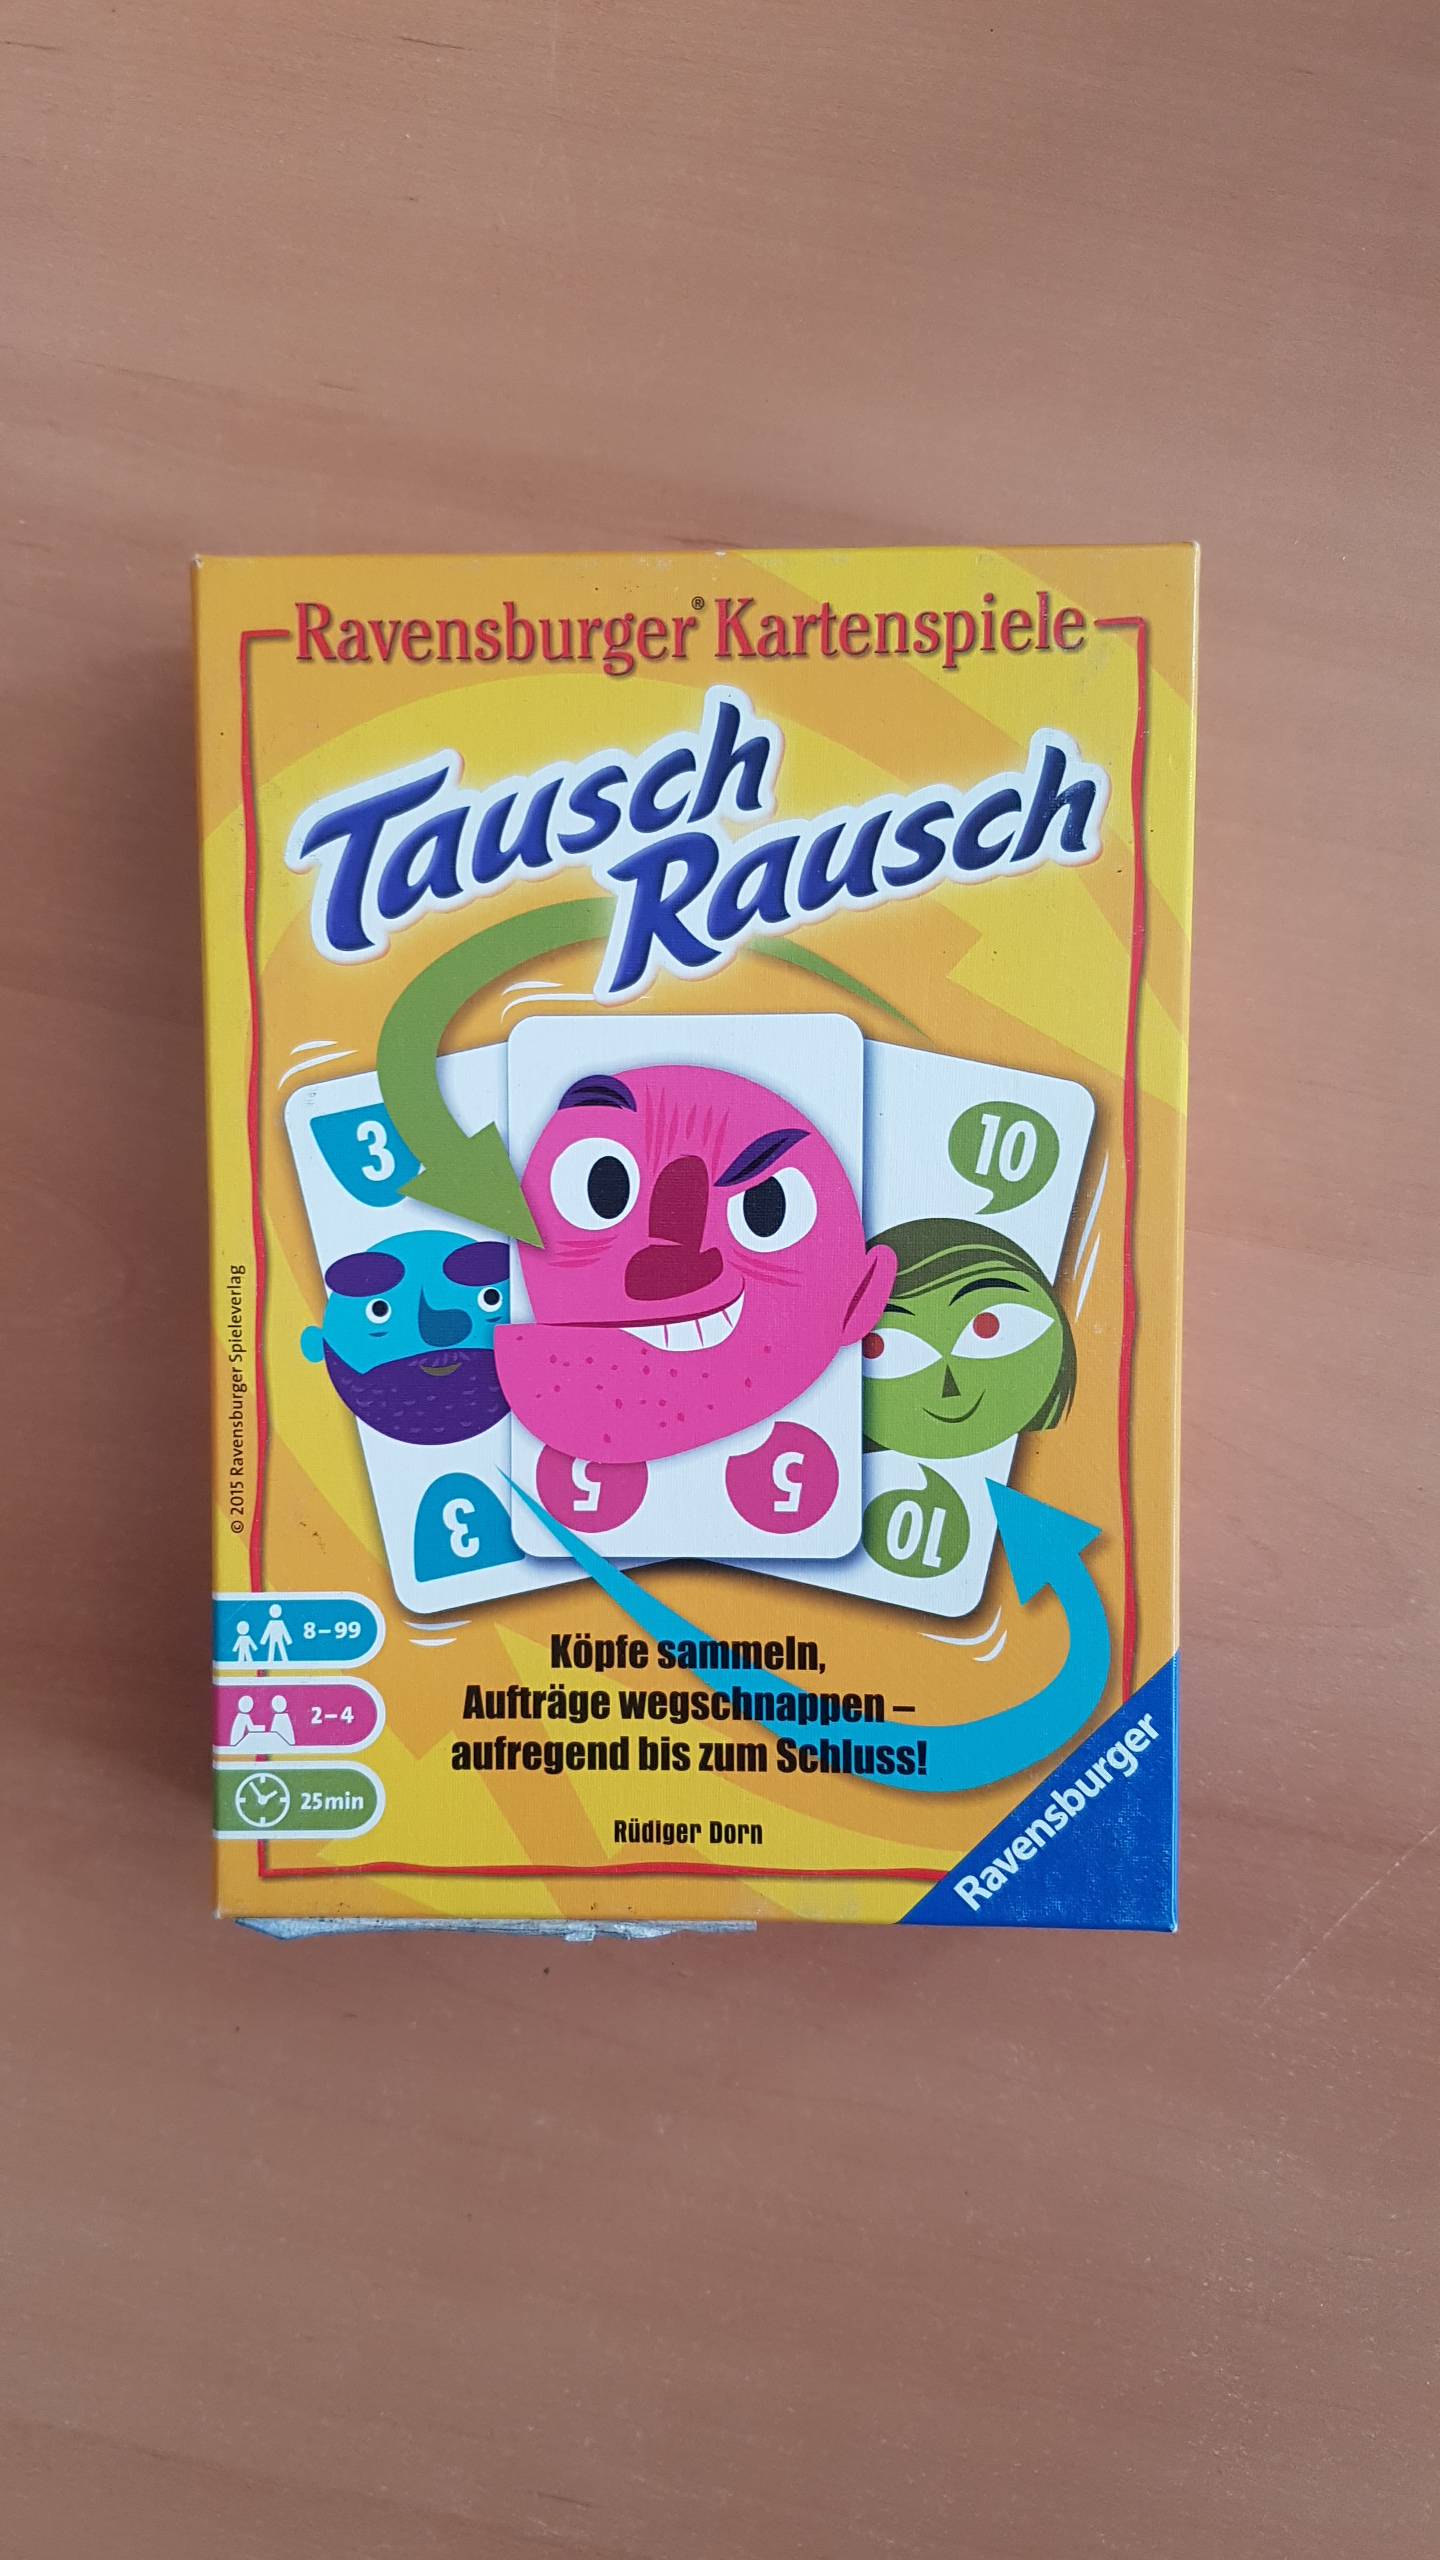 Ravensburger® Kartenspiele
Tausch
Rausch
3
10
3
5
5
10
© 2015 Ravensburger Spieleverlag
8–99
2–4
25min
Köpfe sammeln,
Aufträge wegschnappen –
aufregend bis zum Schluss!
Rüdiger Dorn
Ravensburger